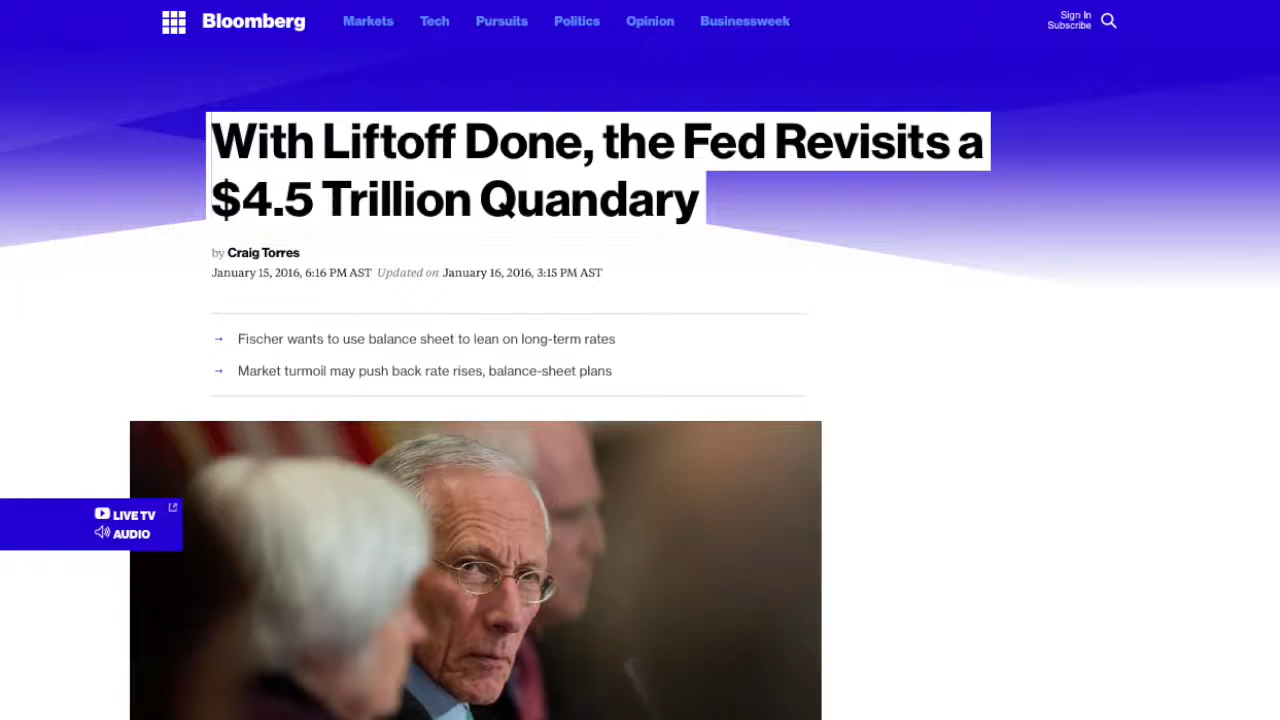 Bloomberg Markets Tech Pursuits Politics Opinion Businessweek Sign In
Subscribe
With Liftoff Done, the Fed Revisits a
$4.5 Trillion Quandary
by Craig Torres
January 15, 2016, 6:16 PM AST Updated on January 16, 2016, 3:15 PM AST
→ Fischer wants to use balance sheet to lean on long-term rates
→ Market turmoil may push back rate rises, balance-sheet plans
LIVE TV
AUDIO